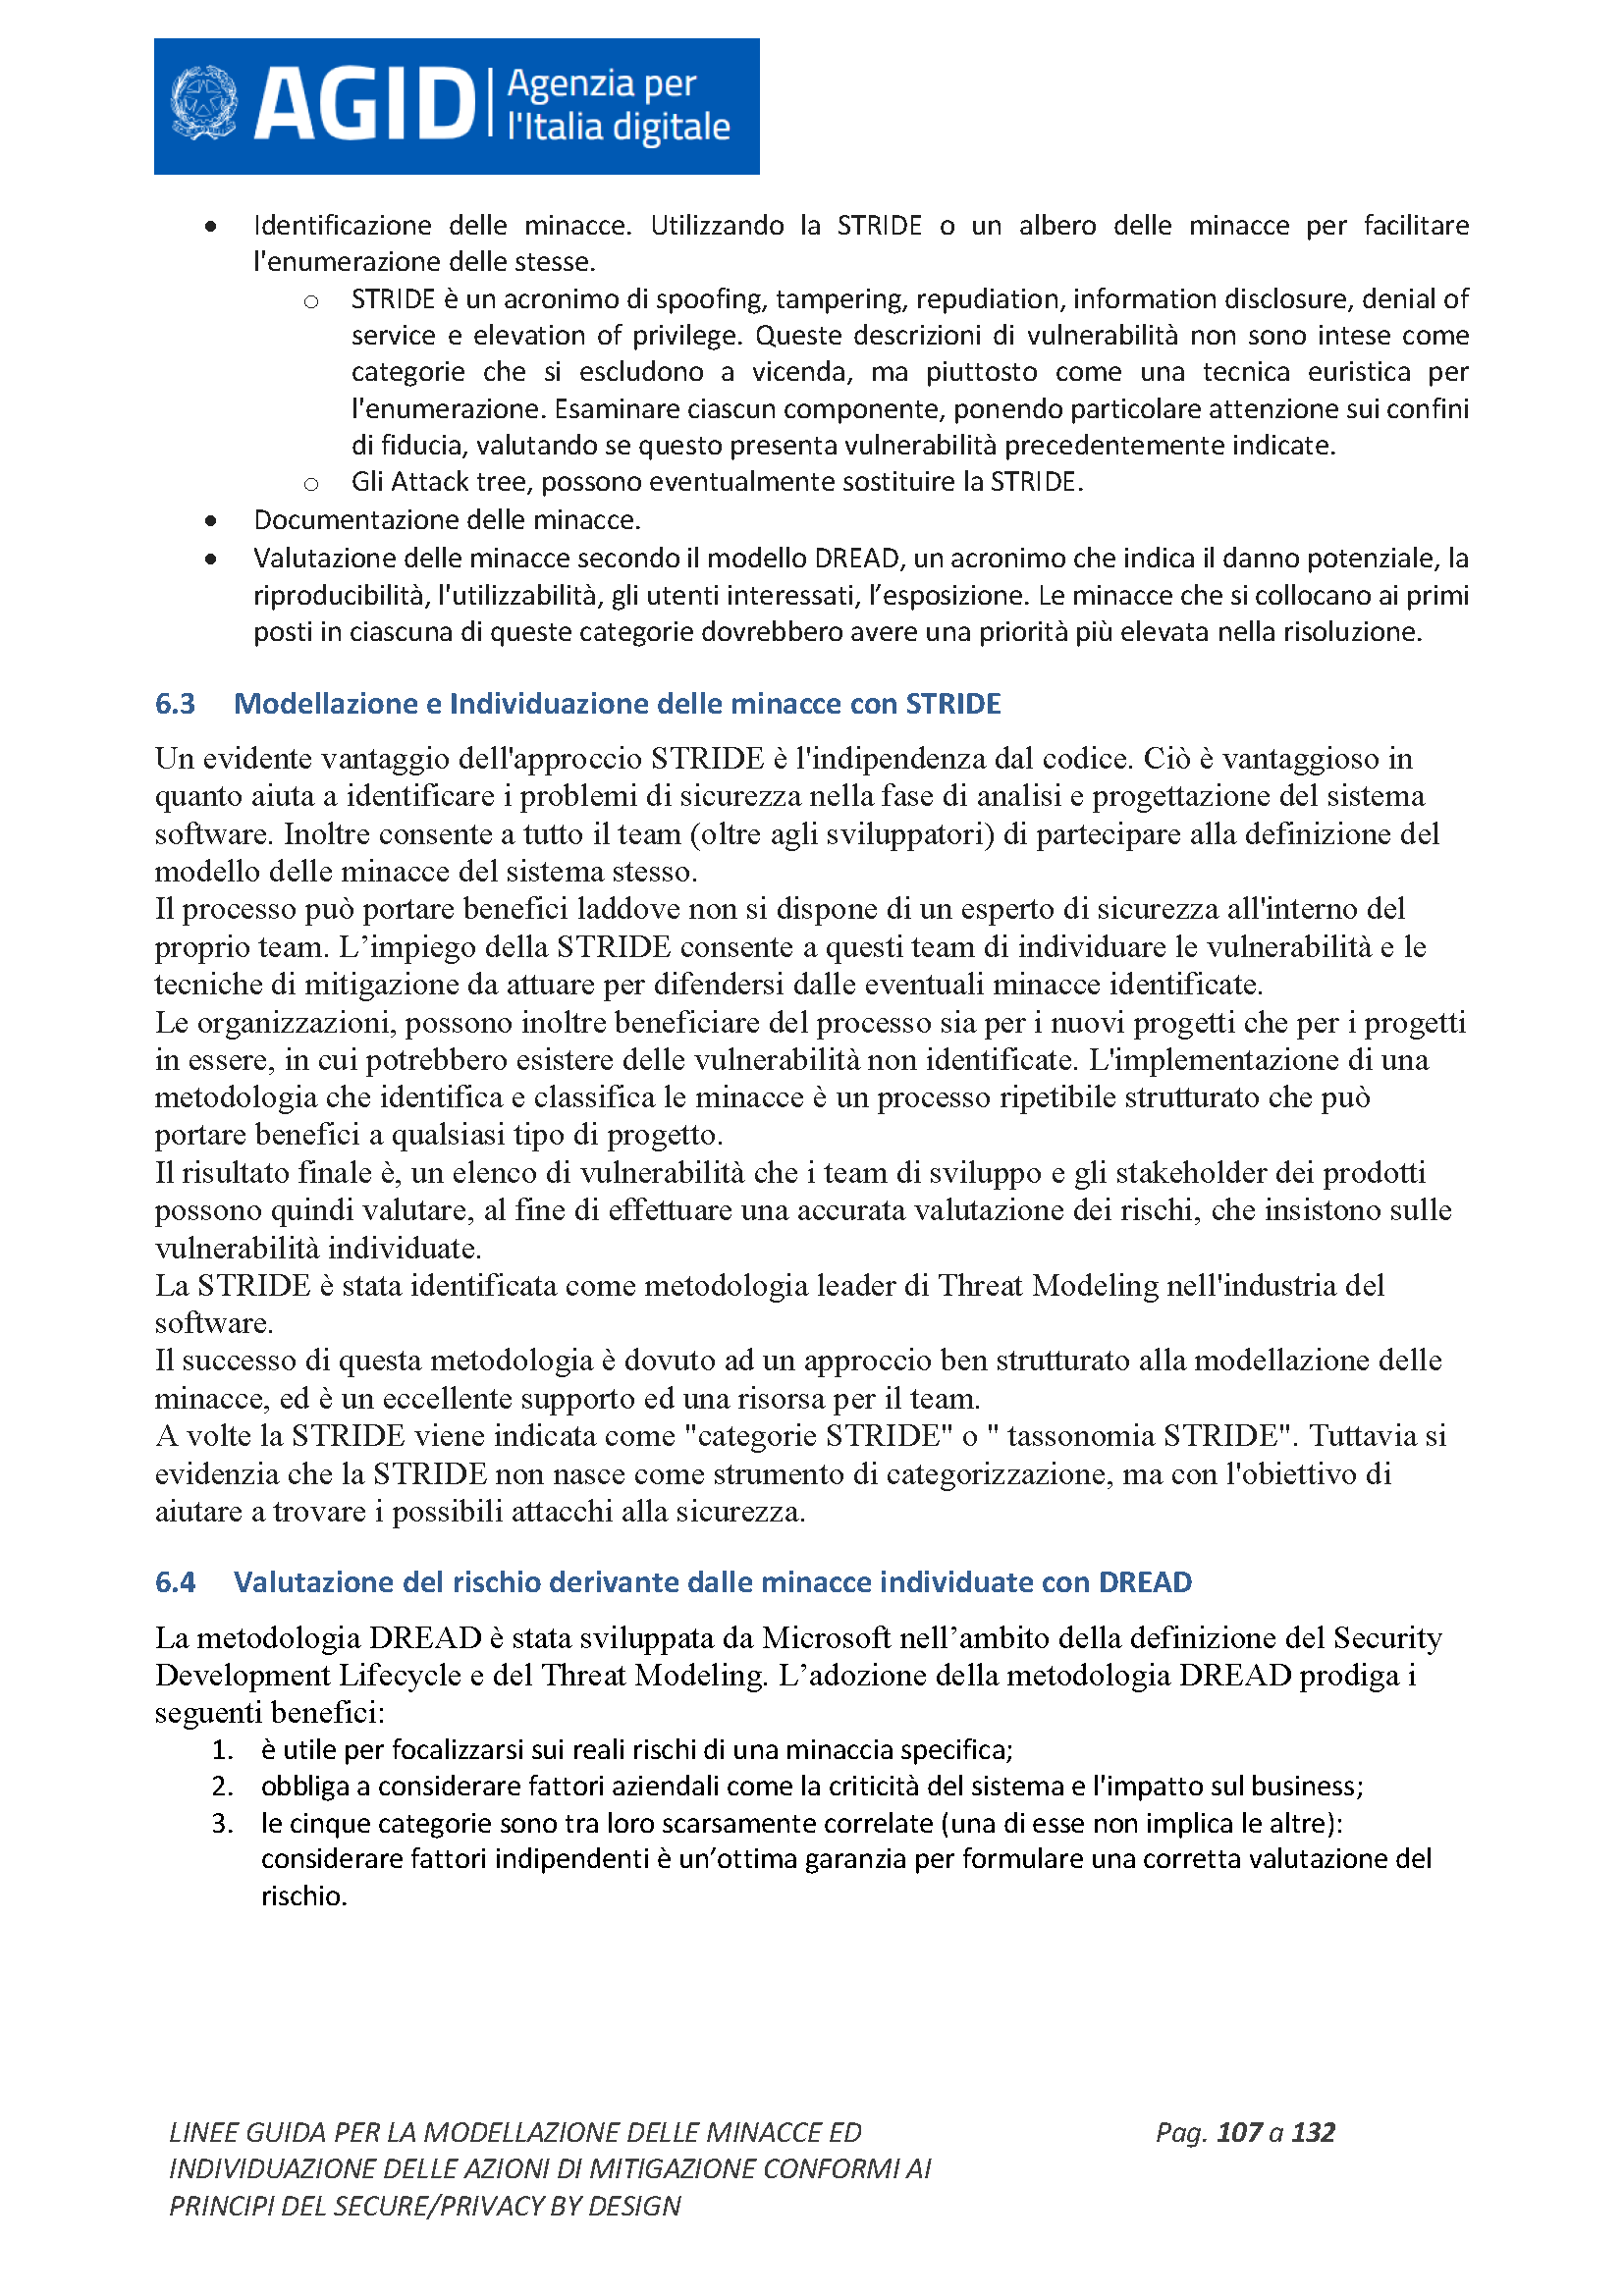 AGID Agenzia per
l'Italia digitale
• Identificazione delle minacce. Utilizzando la STRIDE o un albero delle minacce per facilitare
l'enumerazione delle stesse.
o STRIDE è un acronimo di spoofing, tampering, repudiation, information disclosure, denial of
service e elevation of privilege. Queste descrizioni di vulnerabilità non sono intese come
categorie che si escludono a vicenda, ma piuttosto come una tecnica euristica per
l'enumerazione. Esaminare ciascun componente, ponendo particolare attenzione sui confini
di fiducia, valutando se questo presenta vulnerabilità precedentemente indicate.
o Gli Attack tree, possono eventualmente sostituire la STRIDE.
• Documentazione delle minacce.
• Valutazione delle minacce secondo il modello DREAD, un acronimo che indica il danno potenziale, la
riproducibilità, l'utilizzabilità, gli utenti interessati, l’esposizione. Le minacce che si collocano ai primi
posti in ciascuna di queste categorie dovrebbero avere una priorità più elevata nella risoluzione.
6.3 Modellazione e Individuazione delle minacce con STRIDE
Un evidente vantaggio dell'approccio STRIDE è l'indipendenza dal codice. Ciò è vantaggioso in
quanto aiuta a identificare i problemi di sicurezza nella fase di analisi e progettazione del sistema
software. Inoltre consente a tutto il team (oltre agli sviluppatori) di partecipare alla definizione del
modello delle minacce del sistema stesso.
Il processo può portare benefici laddove non si dispone di un esperto di sicurezza all'interno del
proprio team. L’impiego della STRIDE consente a questi team di individuare le vulnerabilità e le
tecniche di mitigazione da attuare per difendersi dalle eventuali minacce identificate.
Le organizzazioni, possono inoltre beneficiare del processo sia per i nuovi progetti che per i progetti
in essere, in cui potrebbero esistere delle vulnerabilità non identificate. L'implementazione di una
metodologia che identifica e classifica le minacce è un processo ripetibile strutturato che può
portare benefici a qualsiasi tipo di progetto.
Il risultato finale è, un elenco di vulnerabilità che i team di sviluppo e gli stakeholder dei prodotti
possono quindi valutare, al fine di effettuare una accurata valutazione dei rischi, che insistono sulle
vulnerabilità individuate.
La STRIDE è stata identificata come metodologia leader di Threat Modeling nell'industria del
software.
Il successo di questa metodologia è dovuto ad un approccio ben strutturato alla modellazione delle
minacce, ed è un eccellente supporto ed una risorsa per il team.
A volte la STRIDE viene indicata come "categorie STRIDE" o " tassonomia STRIDE". Tuttavia si
evidenzia che la STRIDE non nasce come strumento di categorizzazione, ma con l'obiettivo di
aiutare a trovare i possibili attacchi alla sicurezza.
6.4 Valutazione del rischio derivante dalle minacce individuate con DREAD
La metodologia DREAD è stata sviluppata da Microsoft nell’ambito della definizione del Security
Development Lifecycle e del Threat Modeling. L’adozione della metodologia DREAD prodiga i
seguenti benefici:
1. è utile per focalizzarsi sui reali rischi di una minaccia specifica;
2. obbliga a considerare fattori aziendali come la criticità del sistema e l'impatto sul business;
3. le cinque categorie sono tra loro scarsamente correlate (una di esse non implica le altre):
considerare fattori indipendenti è un’ottima garanzia per formulare una corretta valutazione del
rischio.
LINEE GUIDA PER LA MODELLAZIONE DELLE MINACCE ED Pag. 107 a 132
INDIVIDUAZIONE DELLE AZIONI DI MITIGAZIONE CONFORMI AI
PRINCIPI DEL SECURE/PRIVACY BY DESIGN